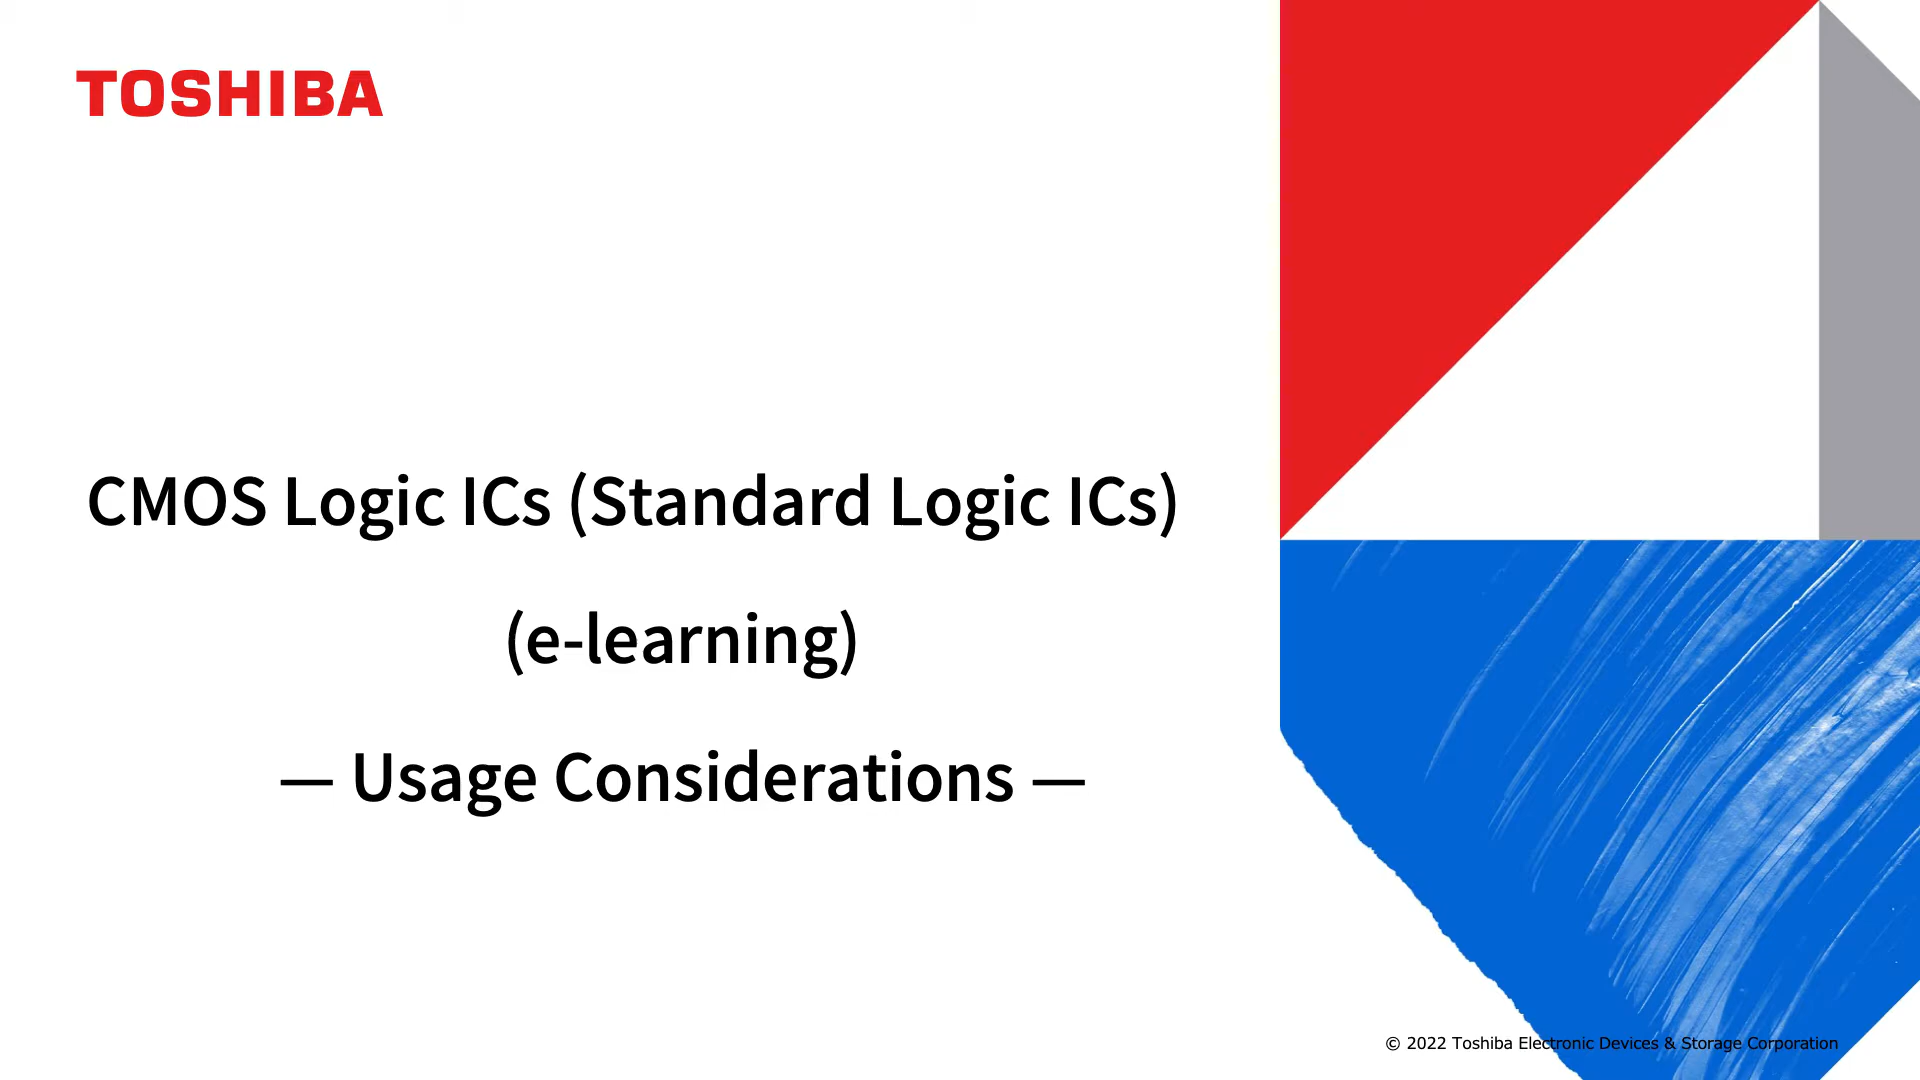 TOSHIBA
CMOS Logic ICs (Standard Logic ICs)
(e-learning)
— Usage Considerations —
© 2022 Toshiba Electronic Devices & Storage Corporation